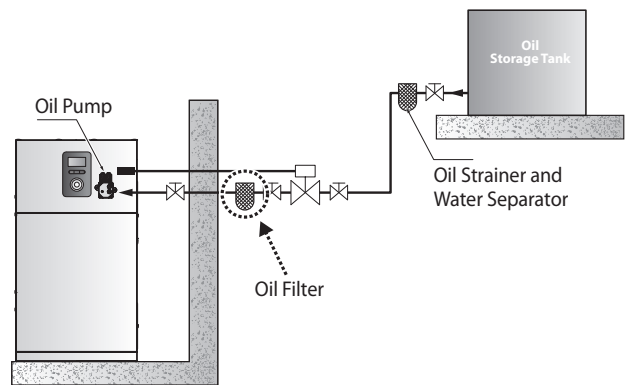 Oil
Storage Tank
Oil Pump
Oil Strainer and
Water Separator
Oil Filter